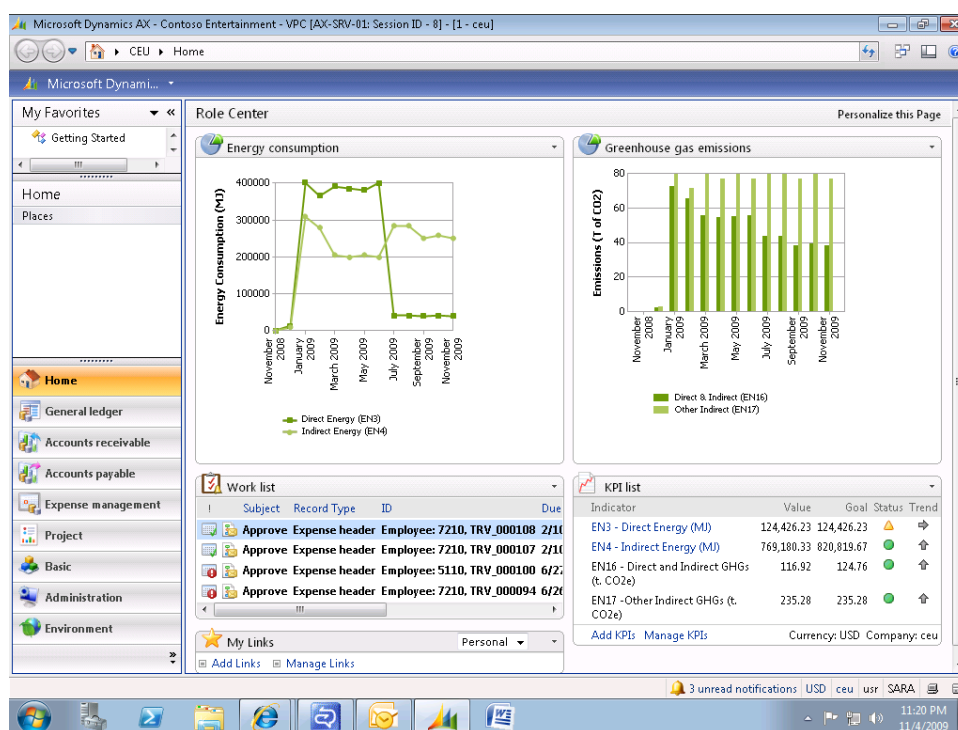 Microsoft Dynamics AX - Contoso Entertainment - VPC [AX-SRV-01: Session ID - 8] - [1 - ceu]
CEU Home
Microsoft Dynami...
My Favorites
Getting Started
Home
Places
Home
General ledger
Accounts receivable
Accounts payable
Expense management
Project
Basic
Administration
Environment
Role Center
Personalize this Page
Energy consumption
Energy Consumption (MJ)
400000
300000
200000
100000
0
November 2008
January 2009
March 2009
May 2009
July 2009
September 2009
November 2009
Direct Energy (EN3)
Indirect Energy (EN4)
Greenhouse gas emissions
Emissions (T of CO2)
80
60
40
20
0
November 2008
January 2009
March 2009
May 2009
July 2009
September 2009
November 2009
Direct & Indirect (EN16)
Other Indirect (EN17)
Work list
! Subject Record Type ID Due
Approve Expense header Employee: 7210, TRV_000108 2/10
Approve Expense header Employee: 7210, TRV_000107 2/10
Approve Expense header Employee: 5110, TRV_000100 6/27
Approve Expense header Employee: 7210, TRV_000094 6/26
My Links
Personal
Add Links Manage Links
KPI list
Indicator Value Goal Status Trend
EN3 - Direct Energy (MJ) 124,426.23 124,426.23
EN4 - Indirect Energy (MJ) 769,180.33 820,819.67
EN16 - Direct and Indirect GHGs 116.92 124.76
(t. CO2e)
EN17 -Other Indirect GHGs (t. 235.28 235.28
CO2e)
Add KPIs Manage KPIs Currency: USD Company: ceu
3 unread notifications USD ceu usr SARA
11:20 PM
11/4/2009